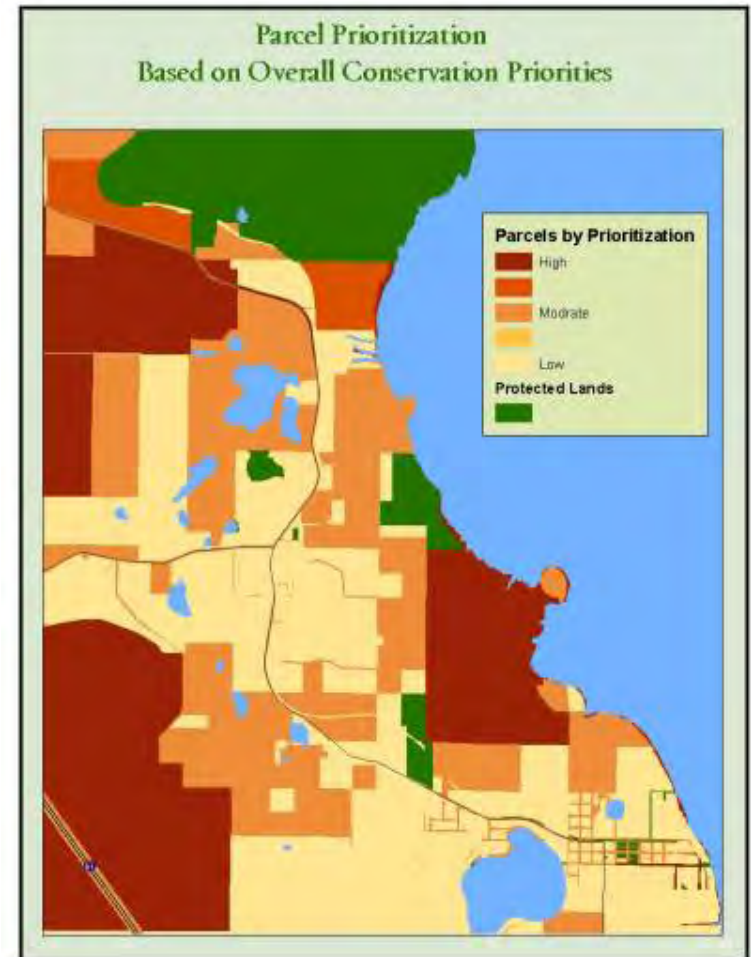 Parcel Prioritization
Based on Overall Conservation Priorities
Parcels by Prioritization
High
Modrate
Low
Protected Lands